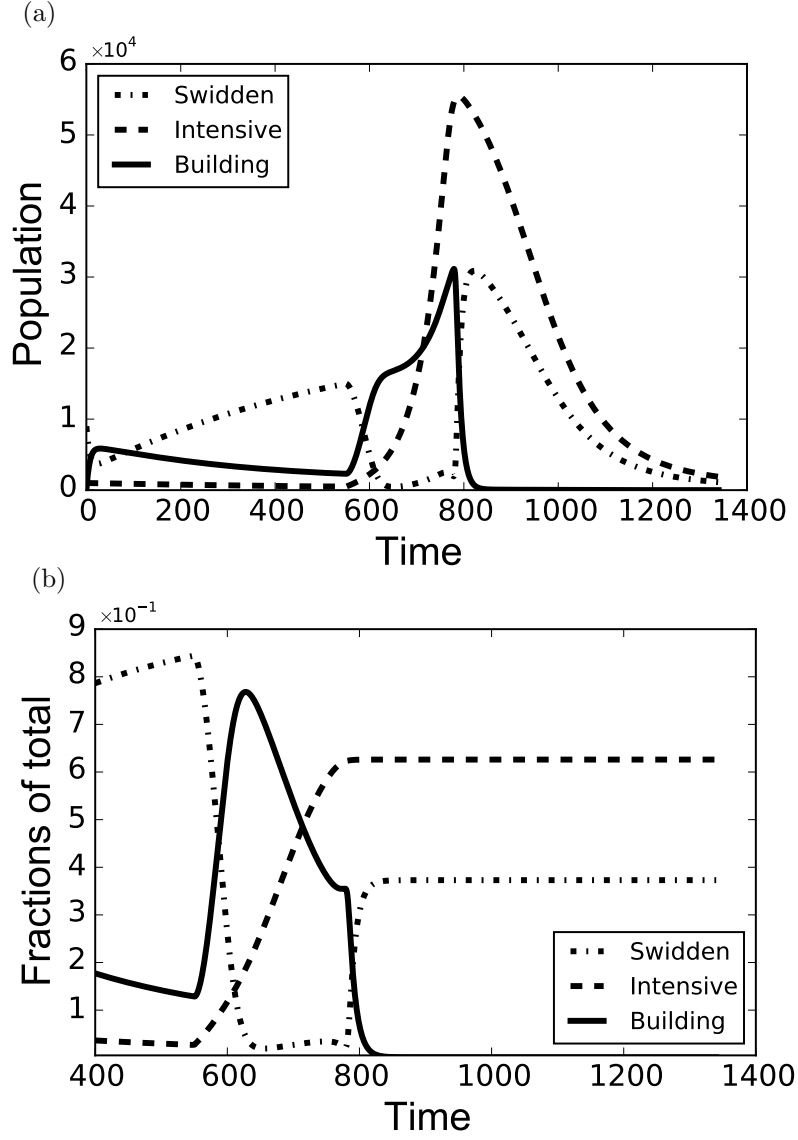 (a)
×10⁴
6
5
4
3
2
1
0
Population
Swidden
Intensive
Building
0 200 400 600 800 1000 1200 1400
Time
(b)
×10⁻¹
9
8
7
6
5
4
3
2
1
Fractions of total
Swidden
Intensive
Building
400 600 800 1000 1200 1400
Time